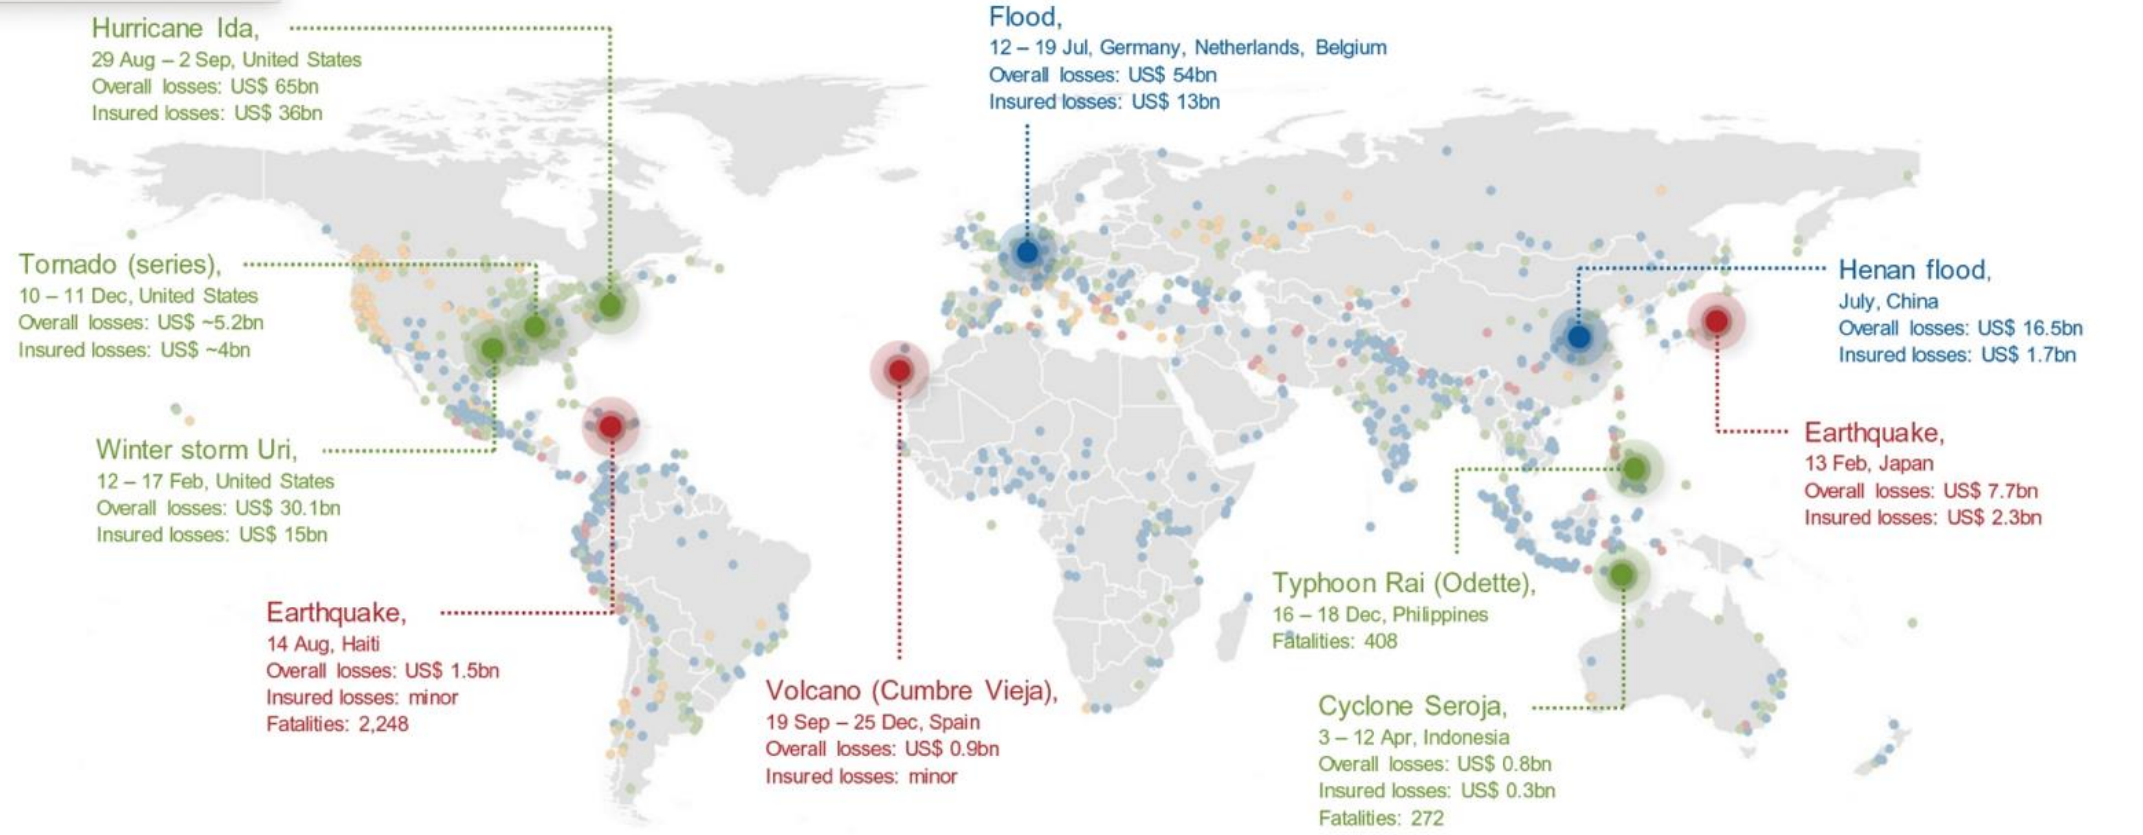 Hurricane Ida,
29 Aug – 2 Sep, United States
Overall losses: US$ 65bn
Insured losses: US$ 36bn
Flood,
12 – 19 Jul, Germany, Netherlands, Belgium
Overall losses: US$ 54bn
Insured losses: US$ 13bn
Tornado (series),
10 – 11 Dec, United States
Overall losses: US$ ~5.2bn
Insured losses: US$ ~4bn
Henan flood,
July, China
Overall losses: US$ 16.5bn
Insured losses: US$ 1.7bn
Winter storm Uri,
12 – 17 Feb, United States
Overall losses: US$ 30.1bn
Insured losses: US$ 15bn
Earthquake,
13 Feb, Japan
Overall losses: US$ 7.7bn
Insured losses: US$ 2.3bn
Earthquake,
14 Aug, Haiti
Overall losses: US$ 1.5bn
Insured losses: minor
Fatalities: 2,248
Volcano (Cumbre Vieja),
19 Sep – 25 Dec, Spain
Overall losses: US$ 0.9bn
Insured losses: minor
Typhoon Rai (Odette),
16 – 18 Dec, Philippines
Fatalities: 408
Cyclone Seroja,
3 – 12 Apr, Indonesia
Overall losses: US$ 0.8bn
Insured losses: US$ 0.3bn
Fatalities: 272